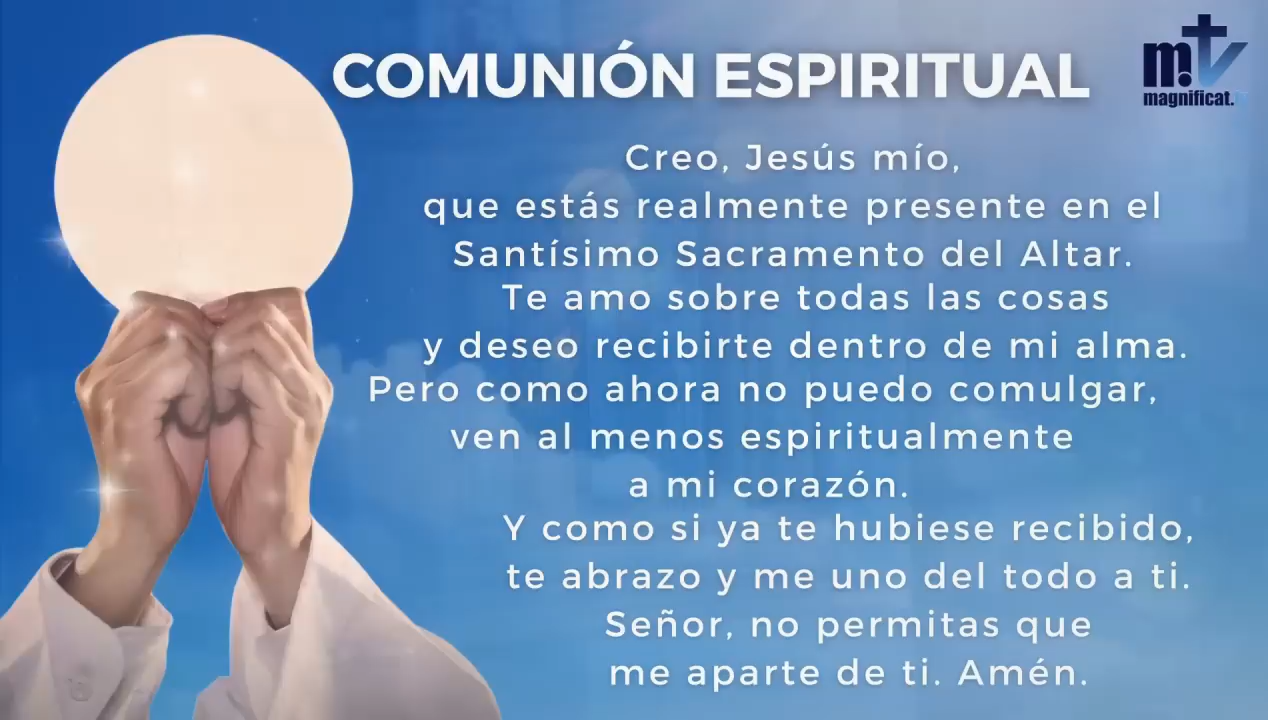 COMUNIÓN ESPIRITUAL
magnificat.tv
Creo, Jesús mío,
que estás realmente presente en el
Santísimo Sacramento del Altar.
Te amo sobre todas las cosas
y deseo recibirte dentro de mi alma.
Pero como ahora no puedo comulgar,
ven al menos espiritualmente
a mi corazón.
Y como si ya te hubiese recibido,
te abrazo y me uno del todo a ti.
Señor, no permitas que
me aparte de ti. Amén.